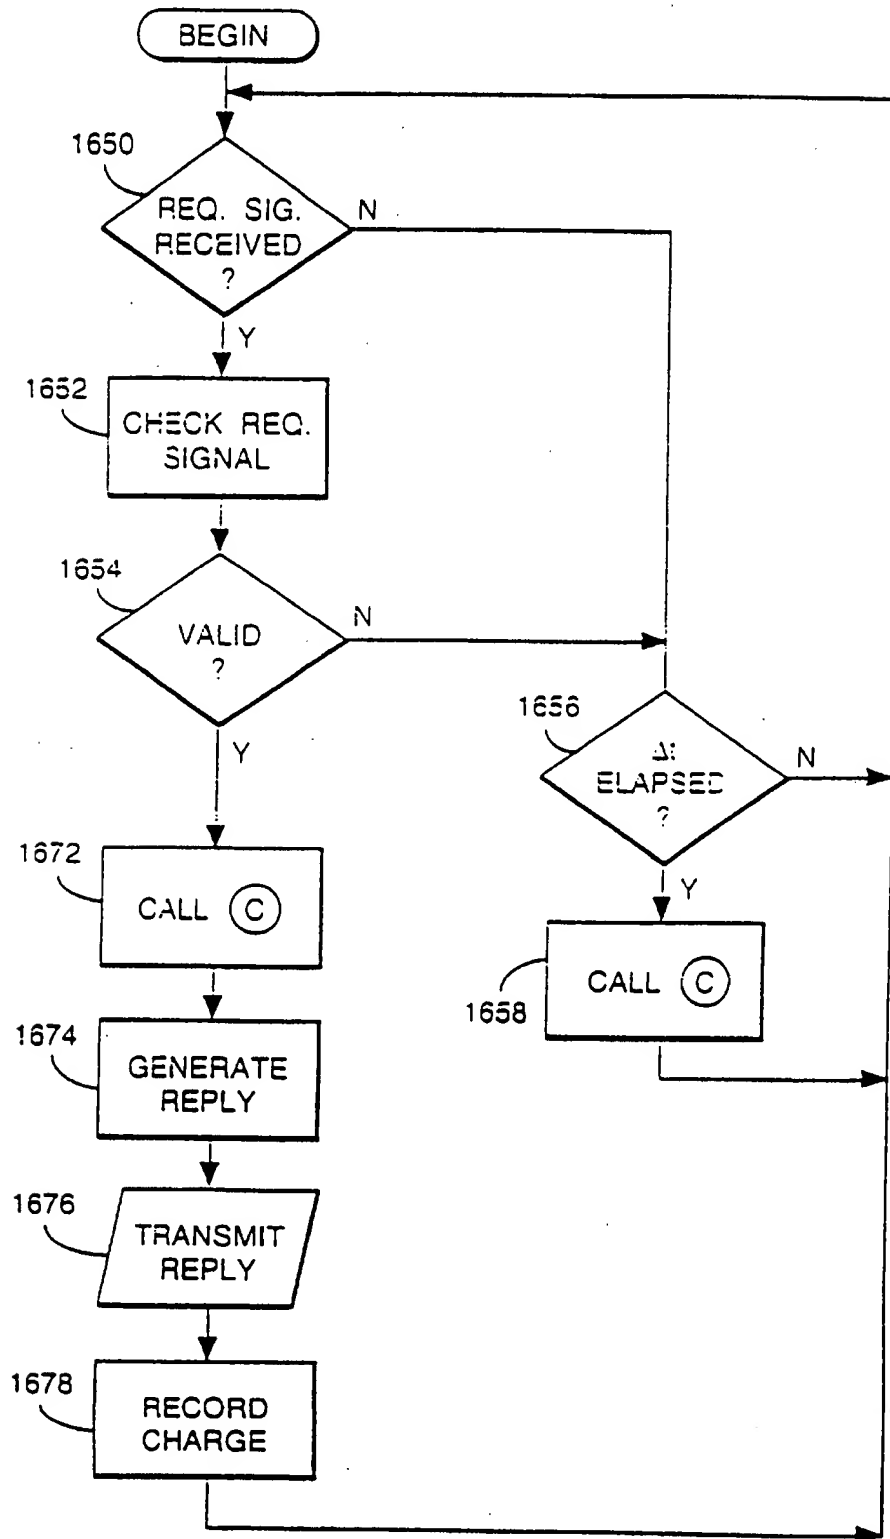 BEGIN
1650
REQ. SIG.
RECEIVED
?
N
Y
1652
CHECK REQ.
SIGNAL
1654
VALID
?
N
Y
1656
ELAPSED
?
N
Y
1672
CALL C
1658
CALL C
1674
GENERATE
REPLY
1676
TRANSMIT
REPLY
1678
RECORD
CHARGE